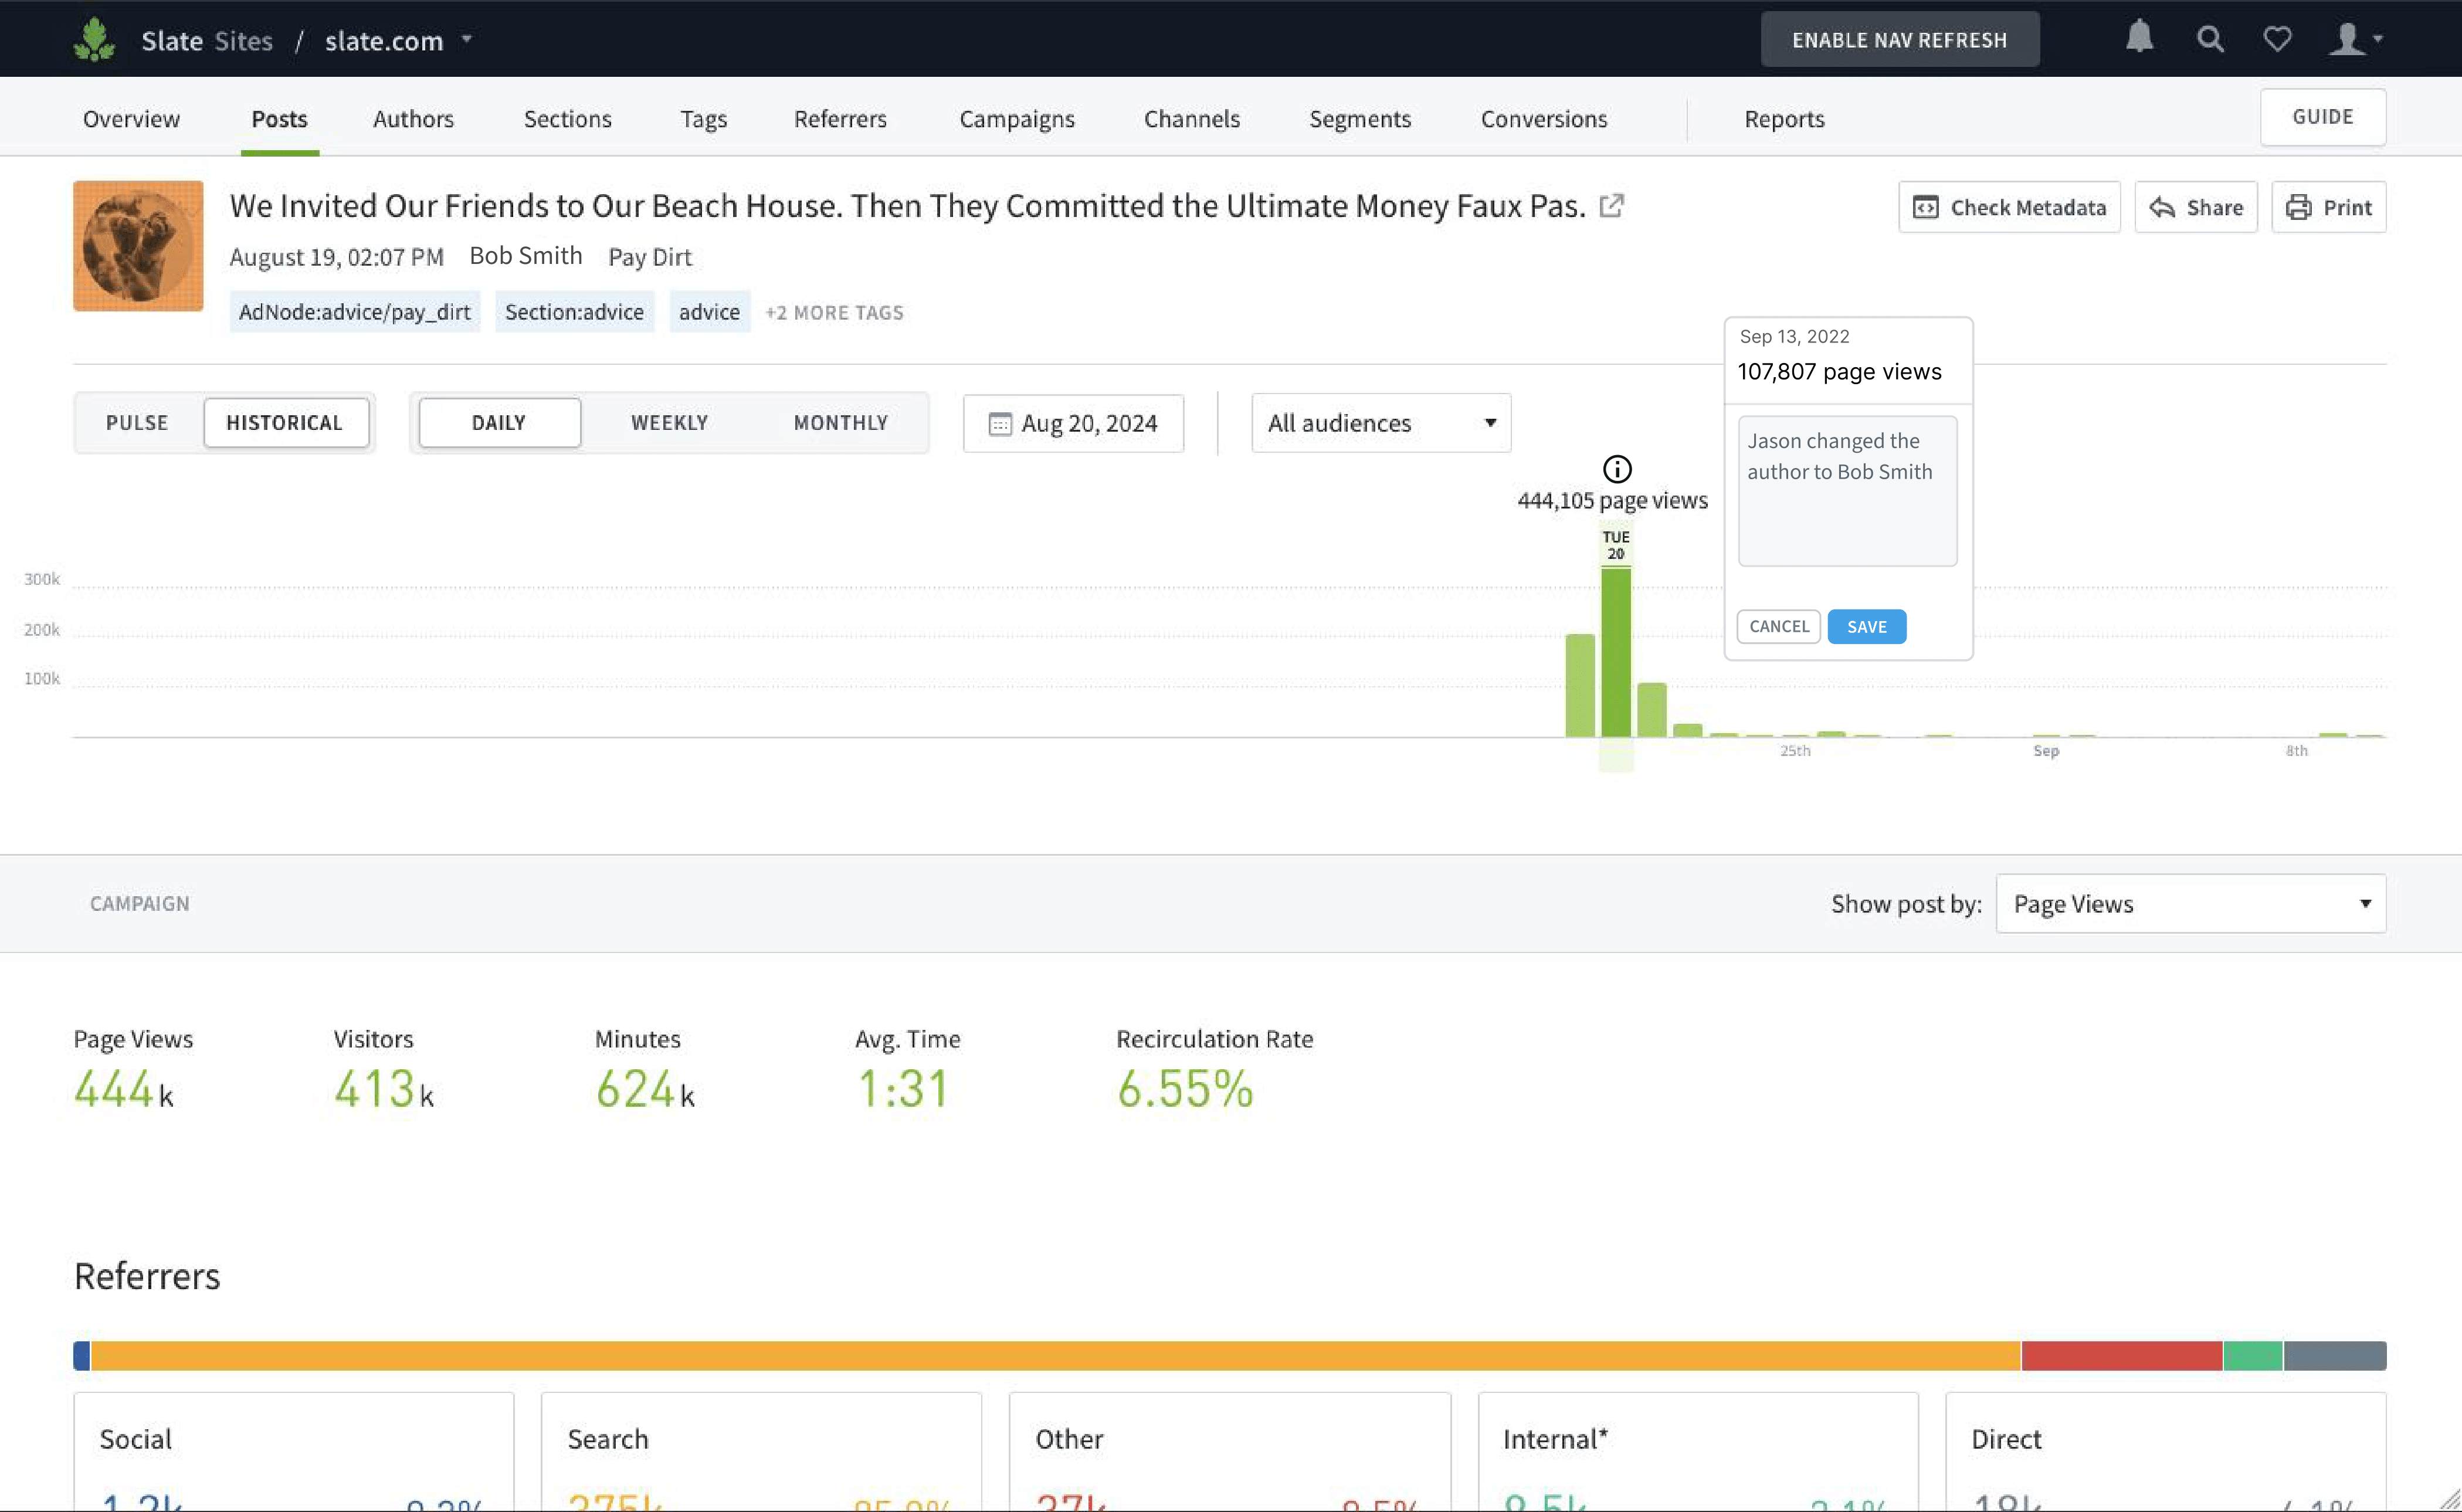 Slate Sites / slate.com
ENABLE NAV REFRESH
Overview Posts Authors Sections Tags Referrers Campaigns Channels Segments Conversions Reports
GUIDE
We Invited Our Friends to Our Beach House. Then They Committed the Ultimate Money Faux Pas.
Check Metadata Share Print
August 19, 02:07 PM Bob Smith Pay Dirt
AdNode:advice/pay_dirt Section:advice advice +2 MORE TAGS
Sep 13, 2022
107,807 page views
Jason changed the
author to Bob Smith
CANCEL SAVE
PULSE HISTORICAL DAILY WEEKLY MONTHLY Aug 20, 2024 All audiences
444,105 page views
TUE
20
300k
200k
100k
25th Sep 8th
CAMPAIGN
Show post by: Page Views
Page Views Visitors Minutes Avg. Time Recirculation Rate
444k 413k 624k 1:31 6.55%
Referrers
Social Search Other Internal* Direct